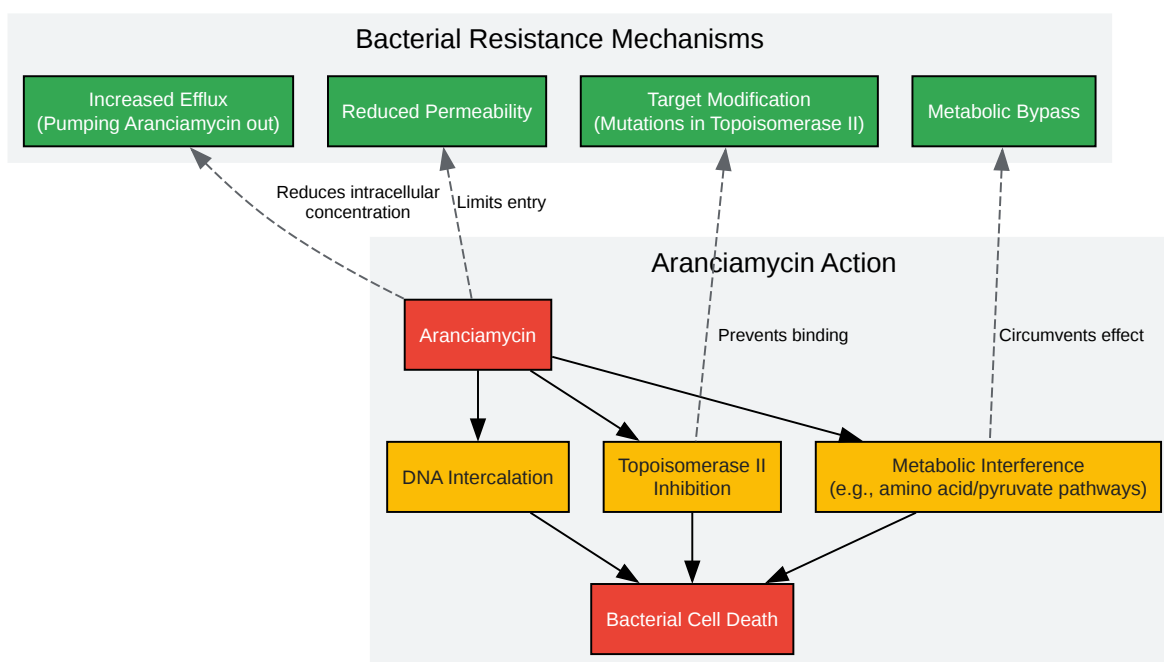 Bacterial Resistance Mechanisms
Increased Efflux
(Pumping Aranciamycin out)
Reduced Permeability
Target Modification
(Mutations in Topoisomerase II)
Metabolic Bypass
Reduces intracellular
concentration
Limits entry
Aranciamycin Action
Aranciamycin
Prevents binding
Circumvents effect
DNA Intercalation
Topoisomerase II
Inhibition
Metabolic Interference
(e.g., amino acid/pyruvate pathways)
Bacterial Cell Death